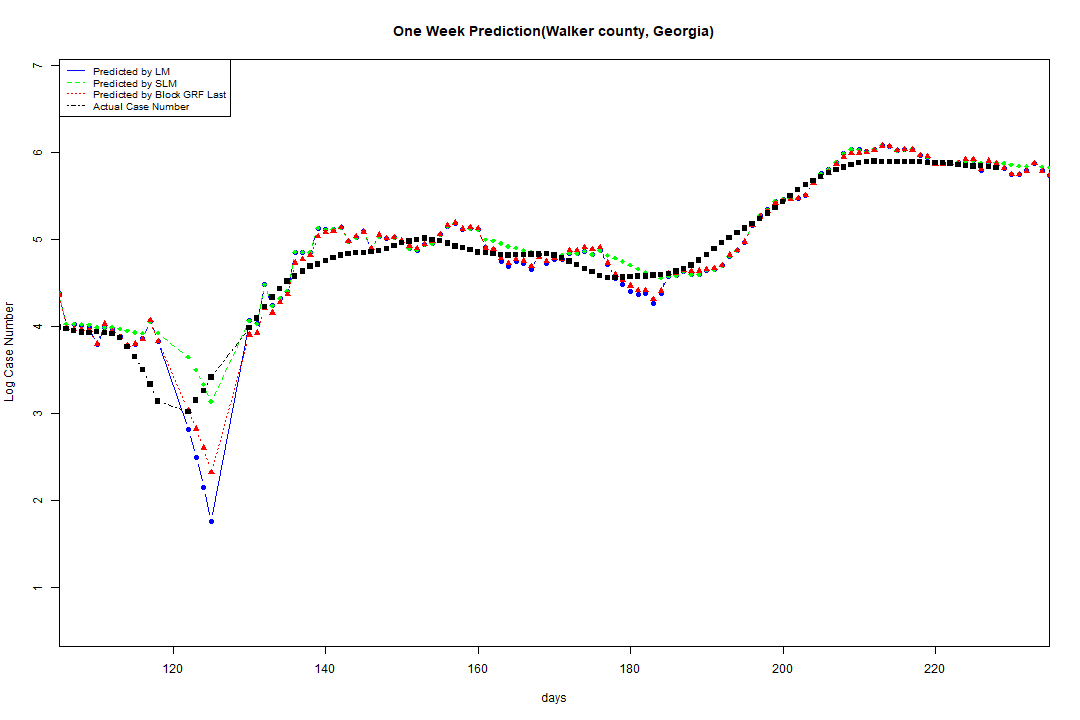 One Week Prediction(Walker county, Georgia)
Predicted by LM
Predicted by SLM
Predicted by Block GRF Last
Actual Case Number
7
6
5
4
3
2
1
Log Case Number
120 140 160 180 200 220
days